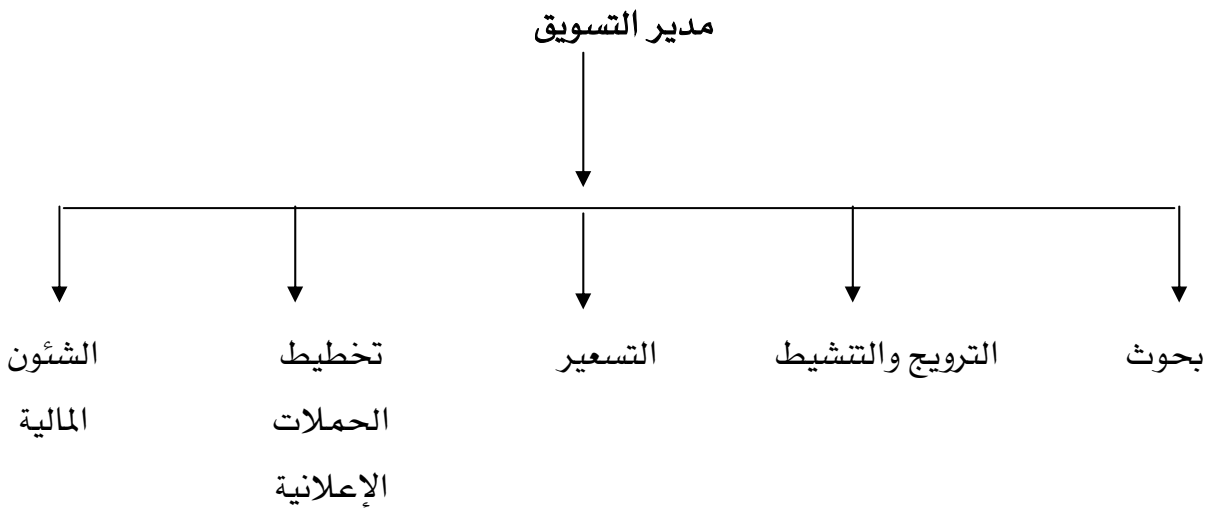 مدير التسويق
بحوث
الترويج والتنشيط
التسعير
تخطيط
الحملات
الإعلانية
الشئون
المالية